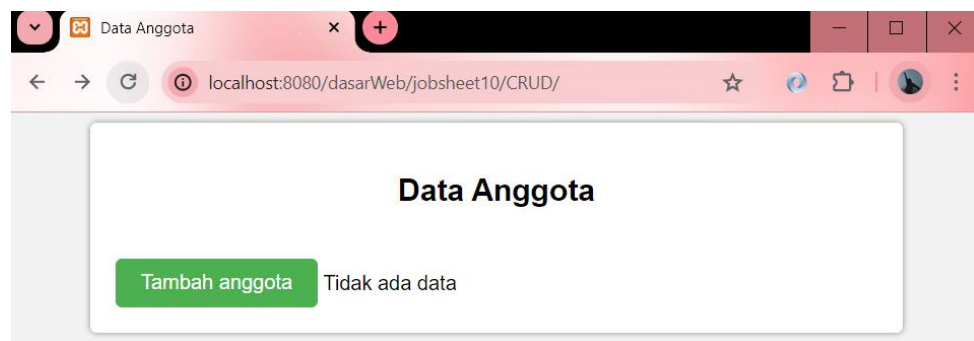 Data Anggota
localhost:8080/dasarWeb/jobsheet10/CRUD/
Data Anggota
Tambah anggota Tidak ada data